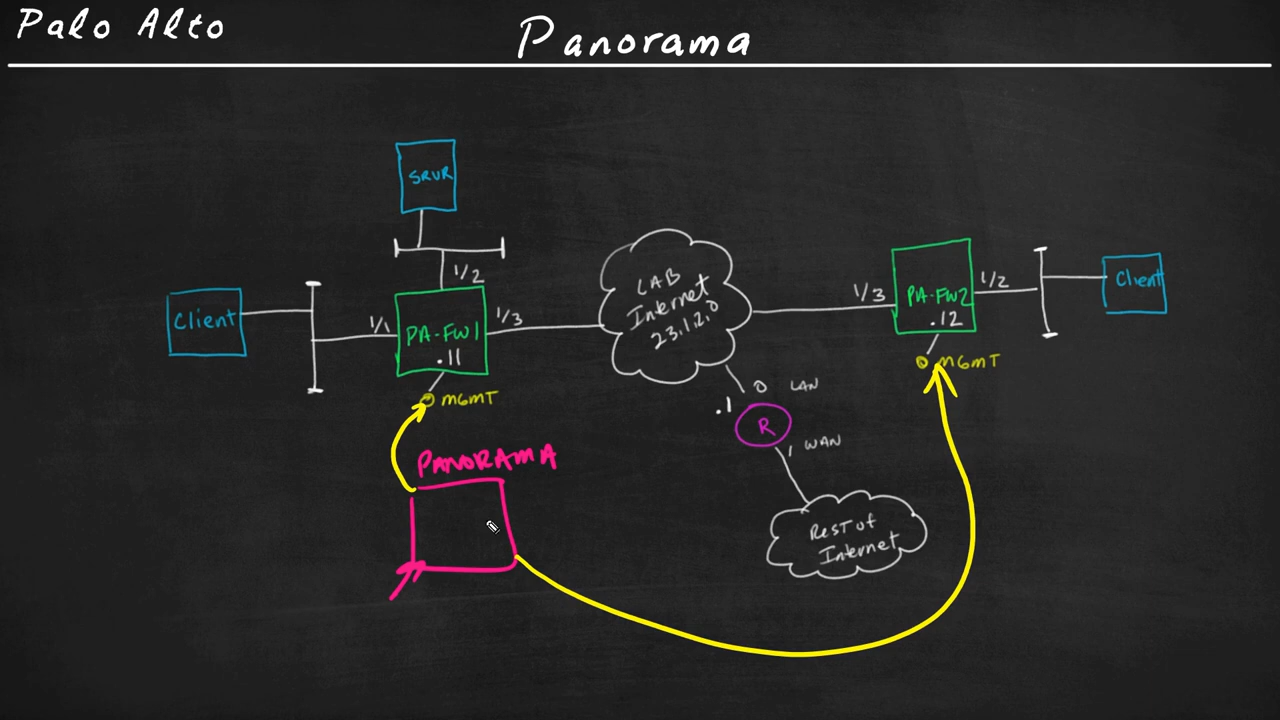 Palo Alto
Panorama
SRVR
1/2
Client
1/1
PA-FW1
.11
1/3
MGMT
LAB
Internet
23.1.2.0
1/3
PA-FW2
.12
1/2
Client
MGMT
0 LAN
.1
R
1 WAN
Rest of
Internet
PANORAMA